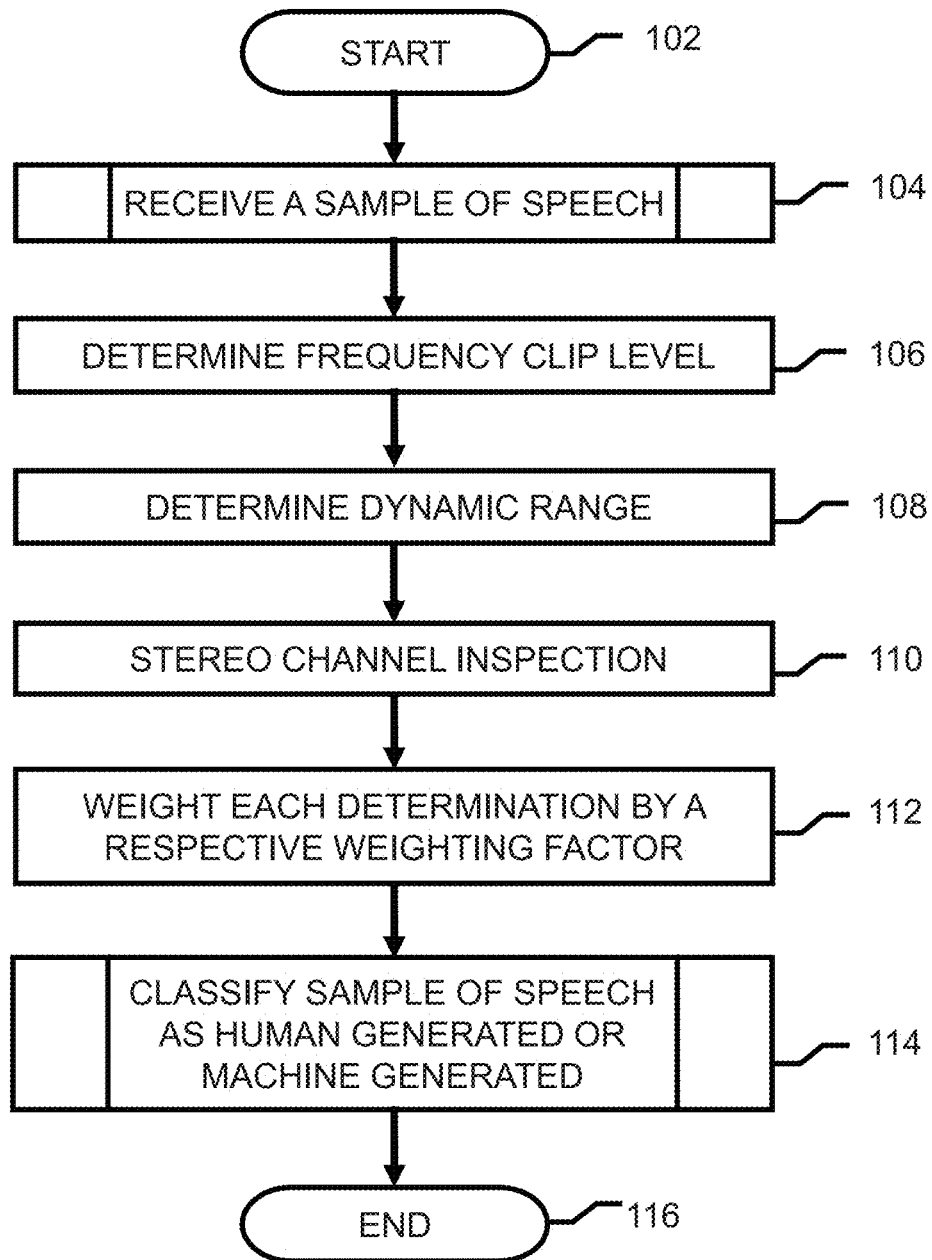 START
102
RECEIVE A SAMPLE OF SPEECH
104
DETERMINE FREQUENCY CLIP LEVEL
106
DETERMINE DYNAMIC RANGE
108
STEREO CHANNEL INSPECTION
110
WEIGHT EACH DETERMINATION BY A
RESPECTIVE WEIGHTING FACTOR
112
CLASSIFY SAMPLE OF SPEECH
AS HUMAN GENERATED OR
MACHINE GENERATED
114
END
116